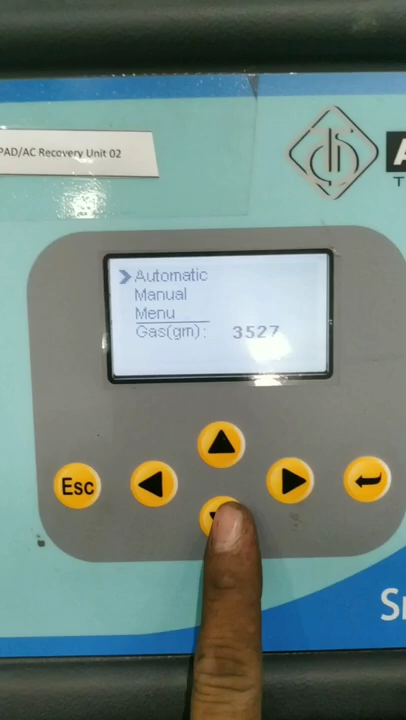 PAD/AC Recovery Unit 02
Automatic
Manual
Menu
Gas(gm): 3527
Esc